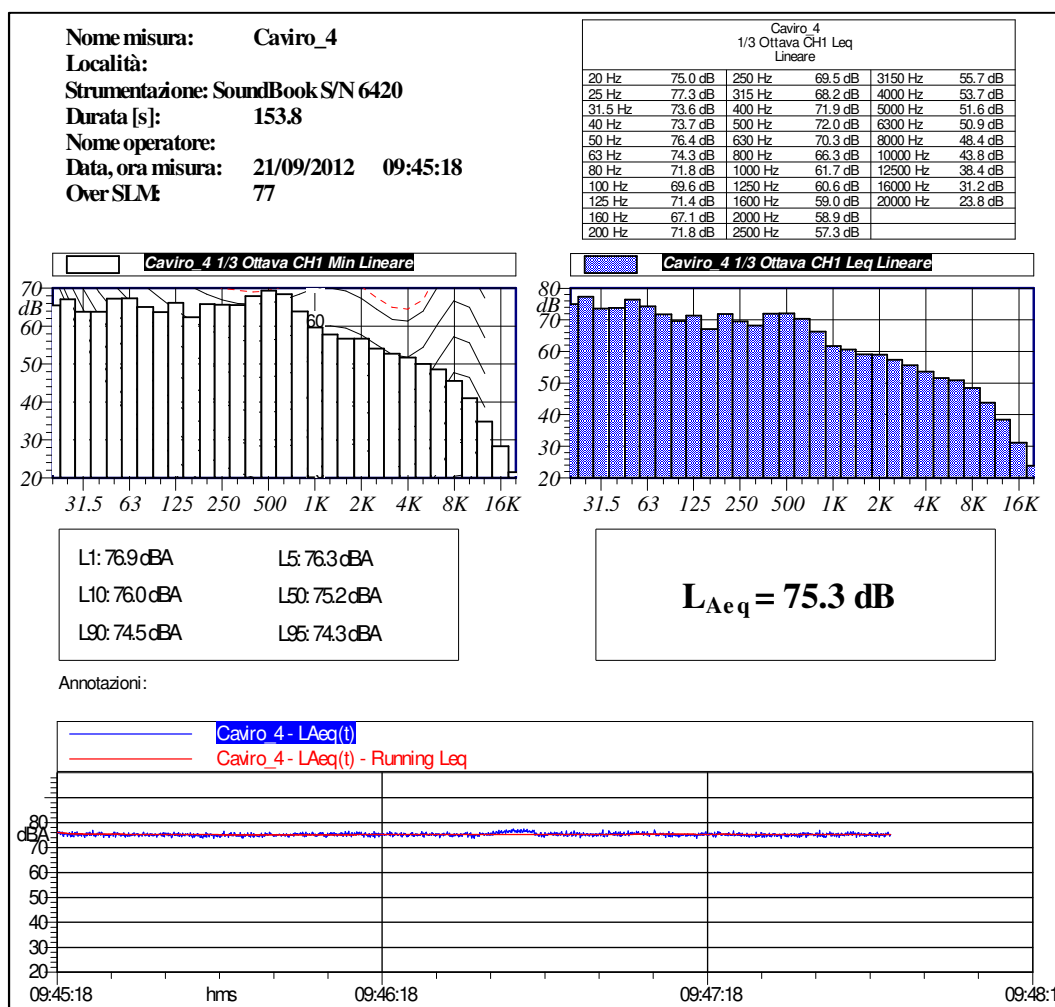 Nome misura: Caviro_4
Località:
Strumentazione: SoundBook S/N 6420
Durata [s]: 153.8
Nome operatore:
Data, ora misura: 21/09/2012 09:45:18
Over SLM: 77
Caviro_4
1/3 Ottava CH1 Leq
Lineare
20 Hz 75.0 dB 250 Hz 69.5 dB 3150 Hz 55.7 dB
25 Hz 77.3 dB 315 Hz 68.2 dB 4000 Hz 53.7 dB
31.5 Hz 73.6 dB 400 Hz 71.9 dB 5000 Hz 51.6 dB
40 Hz 73.7 dB 500 Hz 72.0 dB 6300 Hz 50.9 dB
50 Hz 76.4 dB 630 Hz 70.3 dB 8000 Hz 48.4 dB
63 Hz 74.3 dB 800 Hz 66.3 dB 10000 Hz 43.8 dB
80 Hz 71.8 dB 1000 Hz 61.7 dB 12500 Hz 38.4 dB
100 Hz 69.6 dB 1250 Hz 60.6 dB 16000 Hz 31.2 dB
125 Hz 71.4 dB 1600 Hz 59.0 dB 20000 Hz 23.8 dB
160 Hz 67.1 dB 2000 Hz 58.9 dB
200 Hz 71.8 dB 2500 Hz 57.3 dB
Caviro_4 1/3 Ottava CH1 Min Lineare
70
dB
60
50
40
30
20
60
31.5 63 125 250 500 1K 2K 4K 8K 16K
Caviro_4 1/3 Ottava CH1 Leq Lineare
80
dB
70
60
50
40
30
20
31.5 63 125 250 500 1K 2K 4K 8K 16K
L1: 76.9 dBA L5: 76.3 dBA
L10: 76.0 dBA L50: 75.2 dBA
L90: 74.5 dBA L95: 74.3 dBA
LAeq = 75.3 dB
Annotazioni:
Caviro_4 - LAeq(t)
Caviro_4 - LAeq(t) - Running Leq
80
dBA
70
60
50
40
30
20
09:45:18 hms 09:46:18 09:47:18 09:48:1